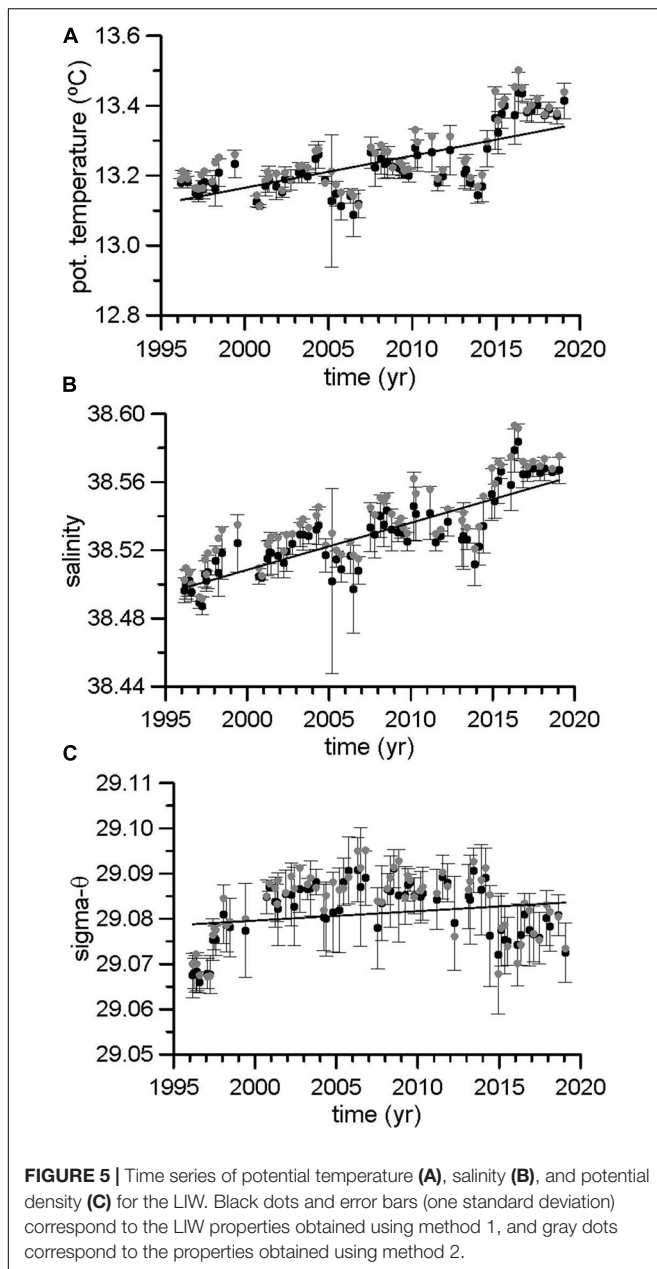 A
13.6
13.4
13.2
13.0
12.8
pot. temperature (ºC)
1995 2000 2005 2010 2015 2020
time (yr)
B
38.60
38.56
38.52
38.48
38.44
salinity
1995 2000 2005 2010 2015 2020
time (yr)
C
29.11
29.10
29.09
29.08
29.07
29.06
29.05
sigma-θ
1995 2000 2005 2010 2015 2020
time (yr)
FIGURE 5 | Time series of potential temperature (A), salinity (B), and potential
density (C) for the LIW. Black dots and error bars (one standard deviation)
correspond to the LIW properties obtained using method 1, and gray dots
correspond to the properties obtained using method 2.